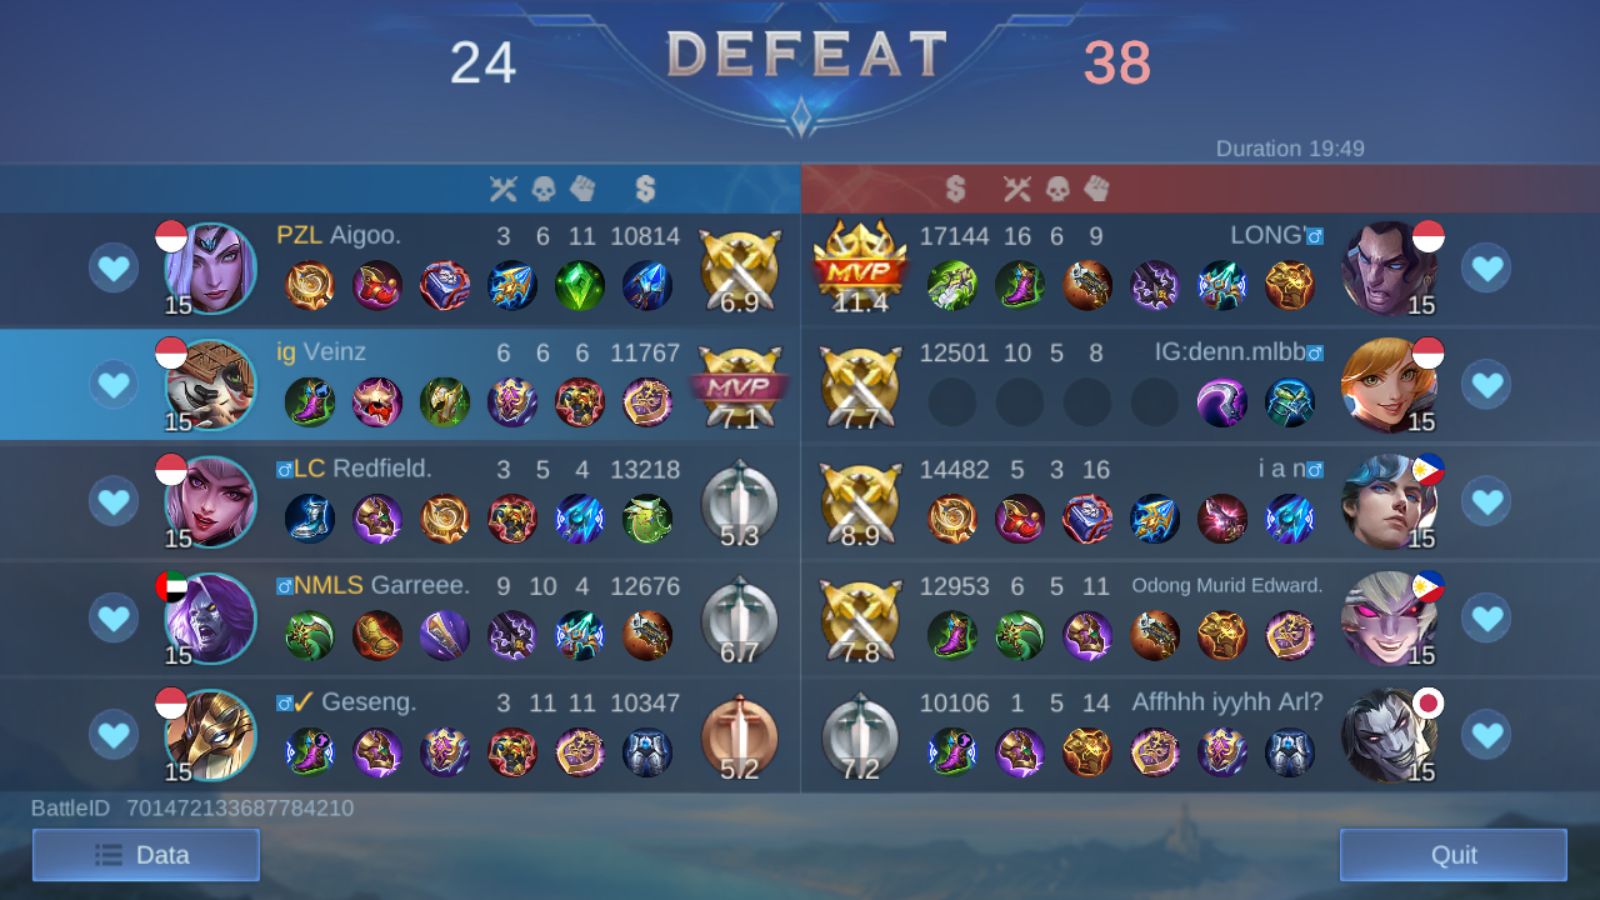 24 DEFEAT 38
Duration 19:49
PZL Aigoo. 3 6 11 10814
15 6.9
ig Veinz 6 6 6 11767
15 MVP 7.1
LC Redfield. 3 5 4 13218
15 5.3
NMLS Garreee. 9 10 4 12676
15 6.7
✓ Geseng. 3 11 11 10347
15 5.2
17144 16 6 9 LONG'
MVP 11.4 15
12501 10 5 8 IG:denn.mlbb
7.7 15
14482 5 3 16 i a n
8.9 15
12953 6 5 11 Odong Murid Edward.
7.8 15
10106 1 5 14 Affhhh iyyhh Arl?
7.2 15
BattleID 701472133687784210
Data
Quit